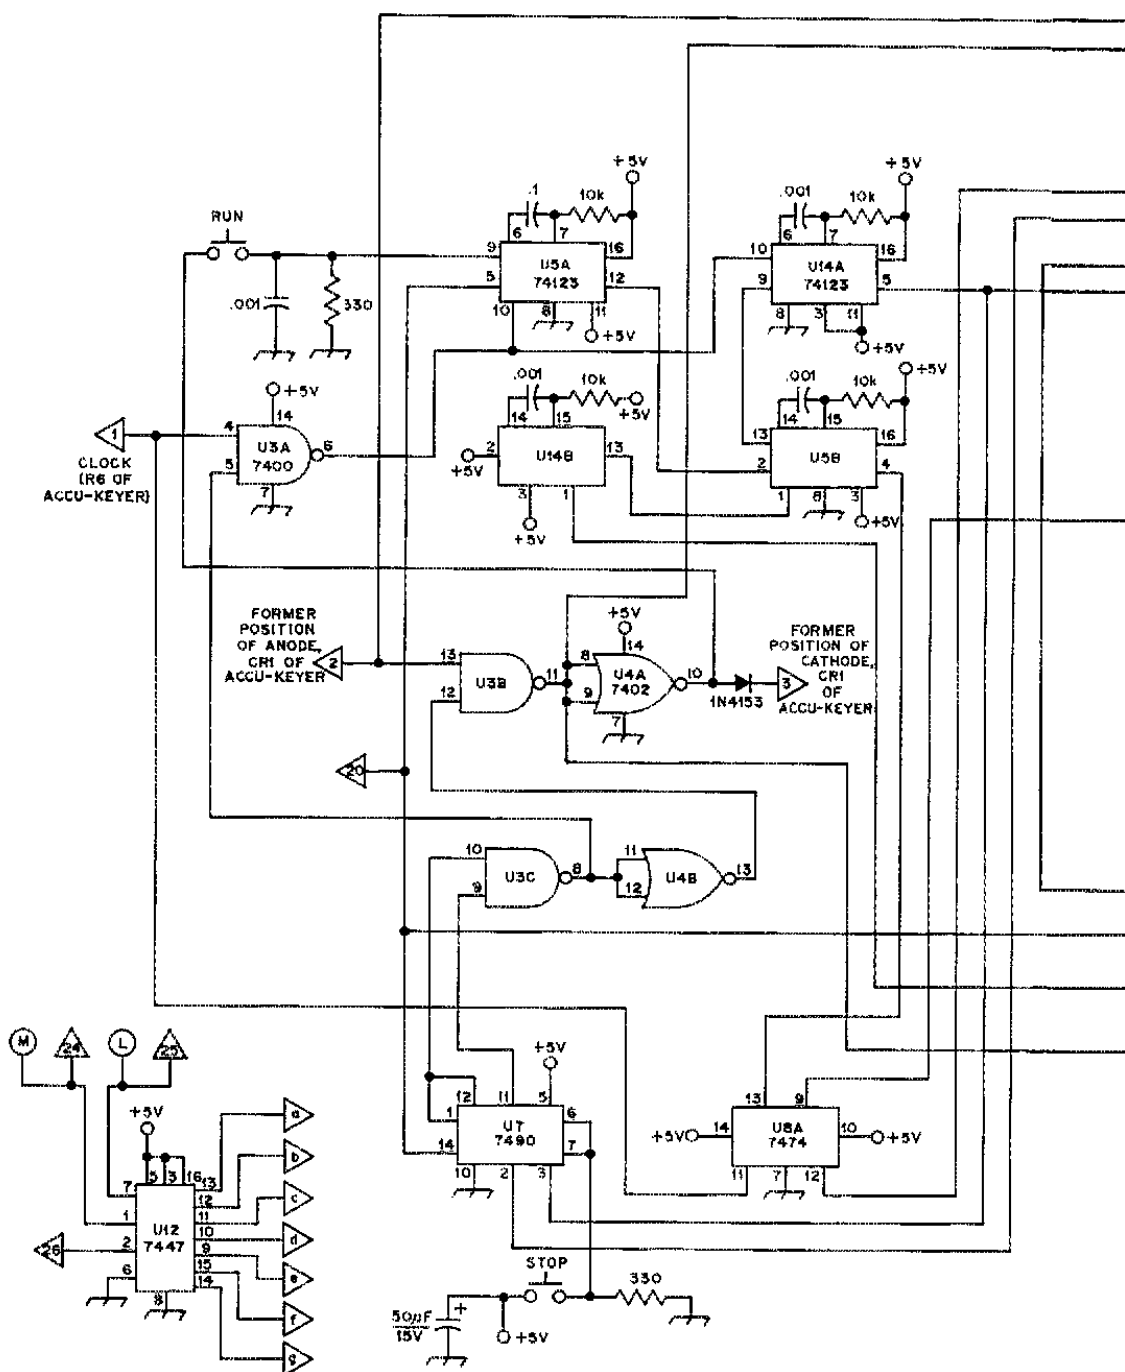 +5V
+5V
.1
10k
.001
10k
RUN
6
7
6
7
9
16
10
16
U5A
74123
U14A
74123
5
12
9
5
.001
330
10
8
11
8
3
11
+5V
+5V
+5V
+5V
.001
10k
.001
10k
14
14
15
+5V
14
15
1
4
U3A
7400
6
13
16
2
U14B
13
U5B
CLOCK
(R6 OF
ACCU-KEYER)
5
+5V
2
4
7
3
1
1
8
3
+5V
+5V
FORMER
POSITION
OF ANODE,
CR1 OF
ACCU-KEYER
+5V
14
FORMER
POSITION OF
CATHODE,
CR1
OF
ACCU-KEYER
2
13
8
U3B
11
U4A
7402
10
3
12
9
1N4153
7
20
10
11
U3C
8
U4B
13
9
12
M
24
L
25
+5V
12
11
5
13
9
1
U7
7490
6
+5V
14
U8A
7474
10
+5V
14
7
10
2
3
11
7
12
+5V
a
5
3
16
13
b
7
12
c
1
U12
7447
11
10
d
26
2
9
e
6
15
14
f
8
g
STOP
330
50µF
15V
+
+5V